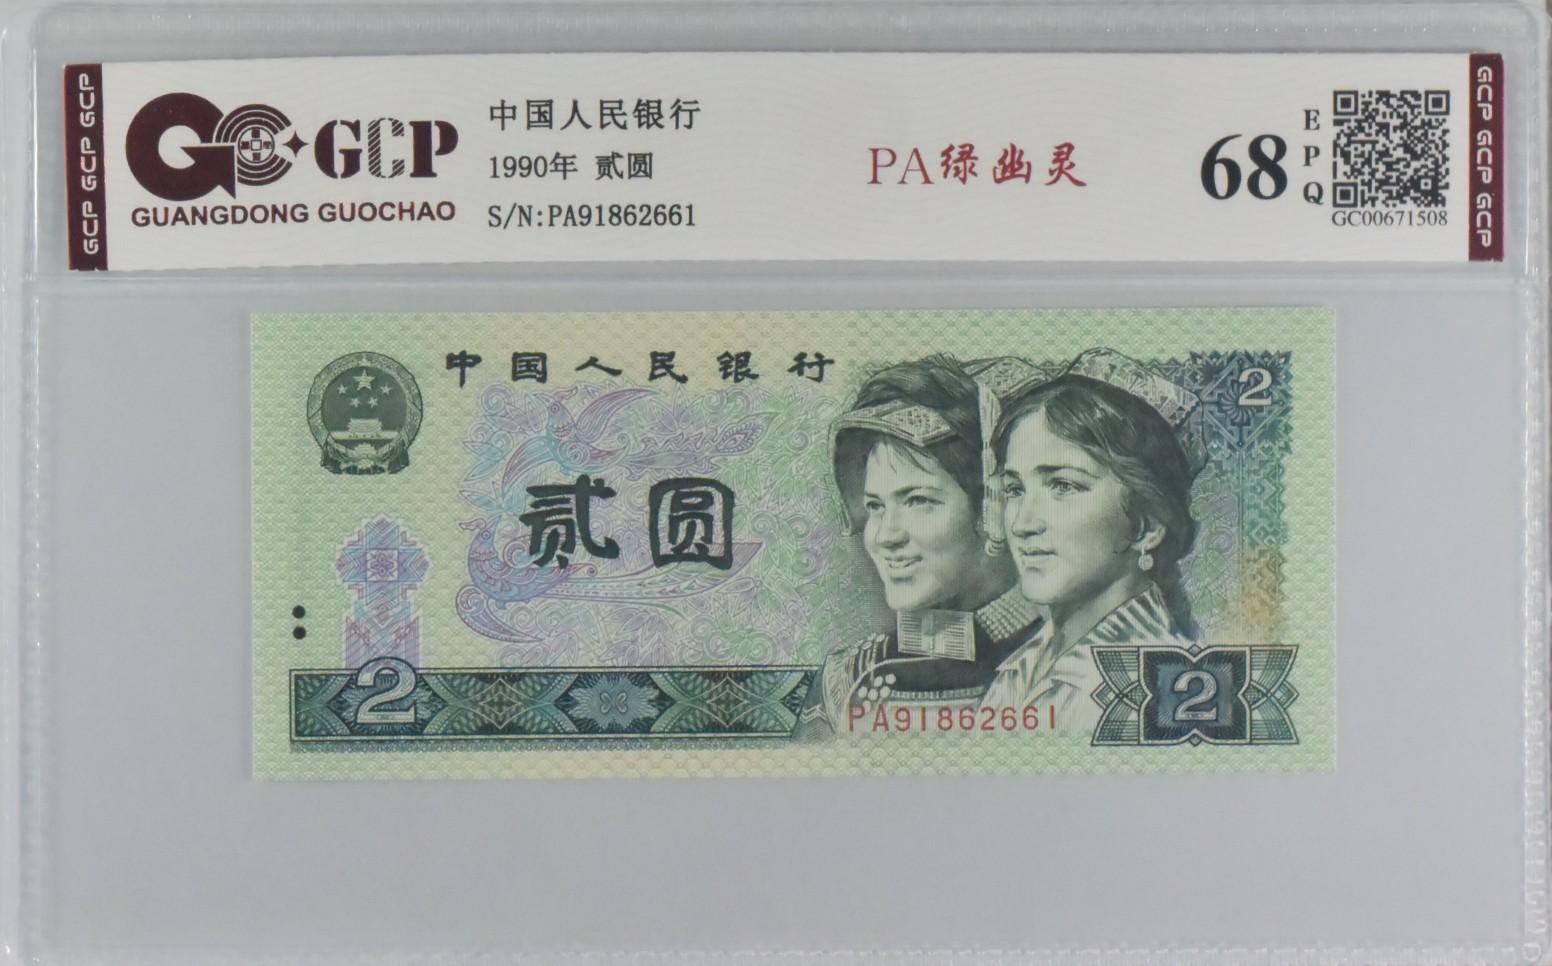 GCP GCP GCP
GCP
GUANGDONG GUOCHAO
中国人民银行
1990年 贰圆
S/N:PA91862661
PA绿幽灵
68
EPQ
GC00671508
GCP GCP GCP
中国人民银行
2
贰圆
2
PA91862661
2